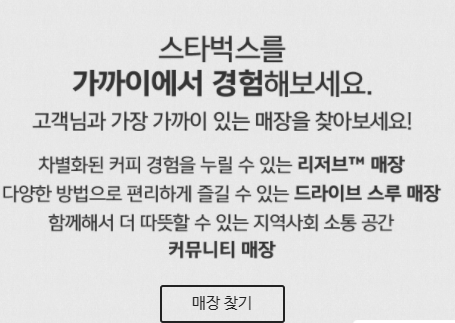 스타벅스를
가까이에서 경험해보세요.
고객님과 가장 가까이 있는 매장을 찾아보세요!
차별화된 커피 경험을 누릴 수 있는 리저브™ 매장
다양한 방법으로 편리하게 즐길 수 있는 드라이브 스루 매장
함께해서 더 따뜻할 수 있는 지역사회 소통 공간
커뮤니티 매장
매장 찾기